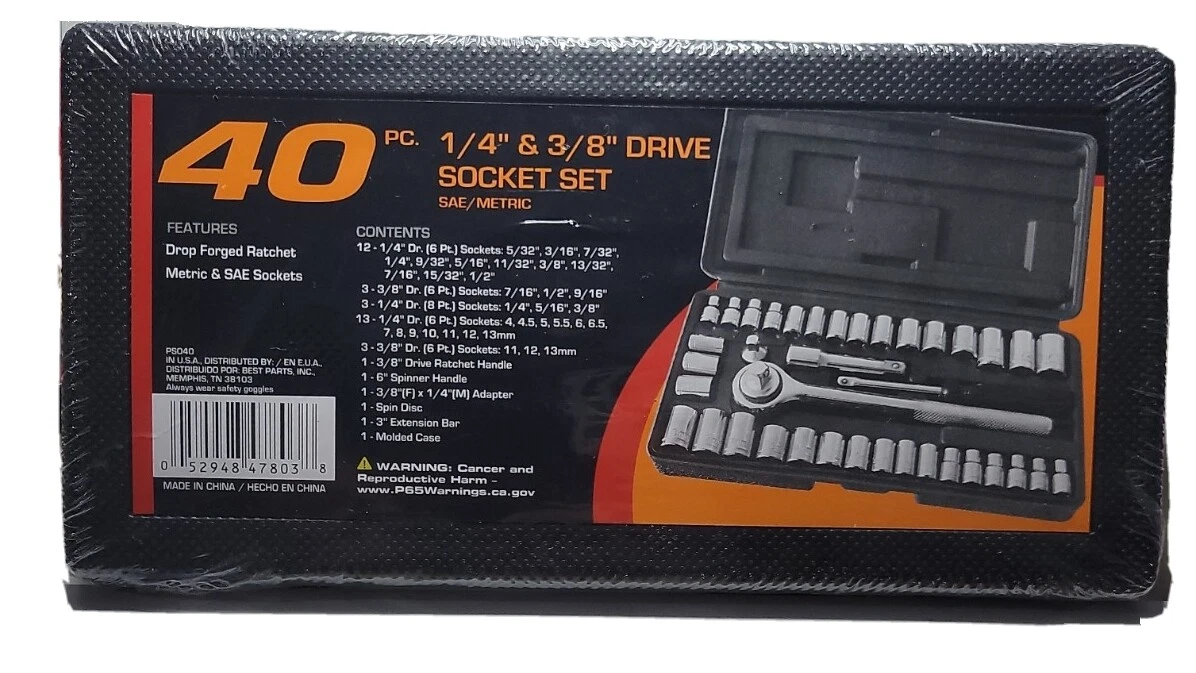 40 PC. 1/4" & 3/8" DRIVE
SOCKET SET
SAE/METRIC
FEATURES
Drop Forged Ratchet
Metric & SAE Sockets
CONTENTS
12 - 1/4" Dr. (6 Pt.) Sockets: 5/32", 3/16", 7/32",
1/4", 9/32", 5/16", 11/32", 3/8", 13/32",
7/16", 15/32", 1/2"
3 - 3/8" Dr. (6 Pt.) Sockets: 7/16", 1/2", 9/16"
3 - 1/4" Dr. (8 Pt.) Sockets: 1/4", 5/16", 3/8"
13 - 1/4" Dr. (6 Pt.) Sockets: 4, 4.5, 5, 5.5, 6, 6.5,
7, 8, 9, 10, 11, 12, 13mm
3 - 3/8" Dr. (6 Pt.) Sockets: 11, 12, 13mm
1 - 3/8" Drive Ratchet Handle
1 - 6" Spinner Handle
1 - 3/8"(F) x 1/4"(M) Adapter
1 - Spin Disc
1 - 3" Extension Bar
1 - Molded Case
WARNING: Cancer and
Reproductive Harm -
www.P65Warnings.ca.gov
PSO40
IN U.S.A., DISTRIBUTED BY: / EN E.U.A.,
DISTRIBUIDO POR: BEST PARTS, INC.,
MEMPHIS, TN 38103
Always wear safety goggles
0 52948 47803 8
MADE IN CHINA / HECHO EN CHINA